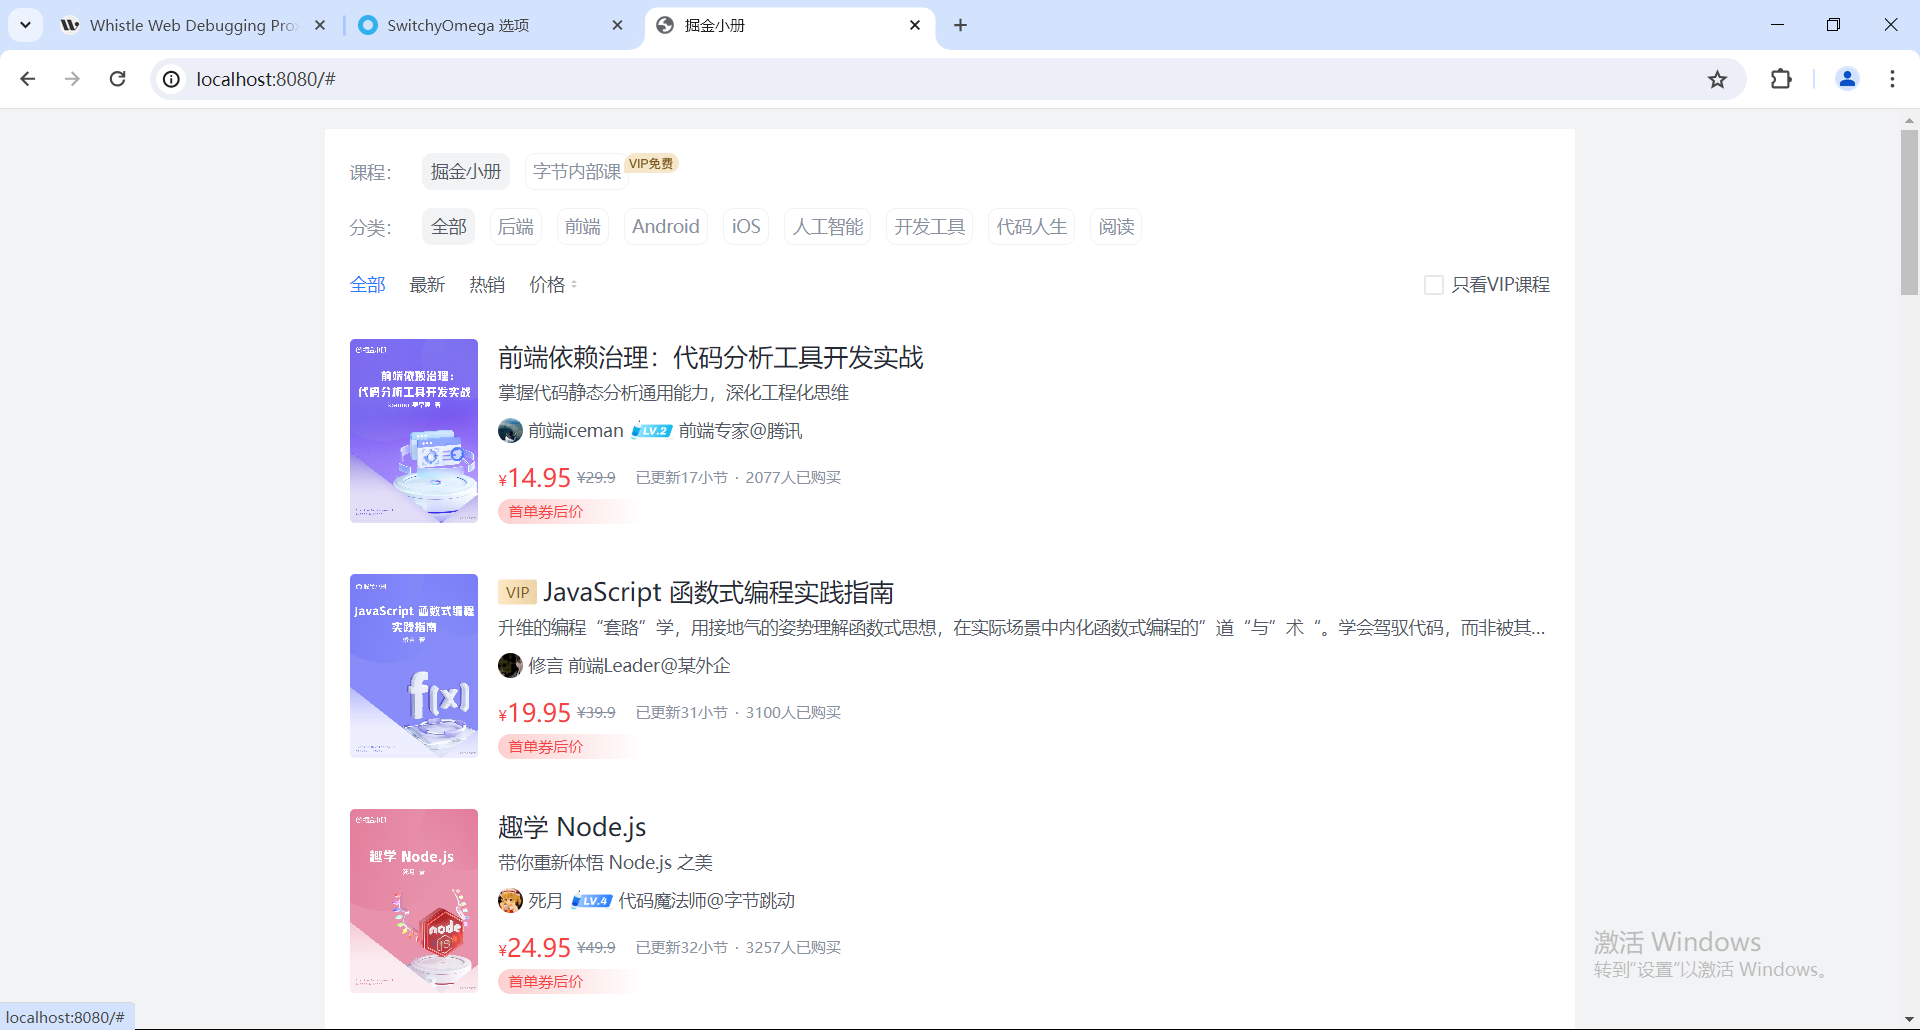 Whistle Web Debugging Pro
SwitchyOmega 选项
掘金小册
localhost:8080/#
课程：
掘金小册
字节内部课
VIP免费
分类：
全部
后端
前端
Android
iOS
人工智能
开发工具
代码人生
阅读
全部
最新
热销
价格
只看VIP课程
前端依赖治理：
代码分析工具开发实战
前端依赖治理：代码分析工具开发实战
掌握代码静态分析通用能力，深化工程化思维
前端iceman LV.2 前端专家@腾讯
¥14.95 ¥29.9 已更新17小节 · 2077人已购买
首单券后价
JavaScript 函数式编程
实践指南
修言 著
f(x)
VIP JavaScript 函数式编程实践指南
升维的编程“套路”学，用接地气的姿势理解函数式思想，在实际场景中内化函数式编程的”道“与”术“。学会驾驭代码，而非被其...
修言 前端Leader@某外企
¥19.95 ¥39.9 已更新31小节 · 3100人已购买
首单券后价
趣学 Node.js
死月 著
node
JS
趣学 Node.js
带你重新体悟 Node.js 之美
死月 LV.4 代码魔法师@字节跳动
¥24.95 ¥49.9 已更新32小节 · 3257人已购买
首单券后价
激活 Windows
转到“设置”以激活 Windows。
localhost:8080/#